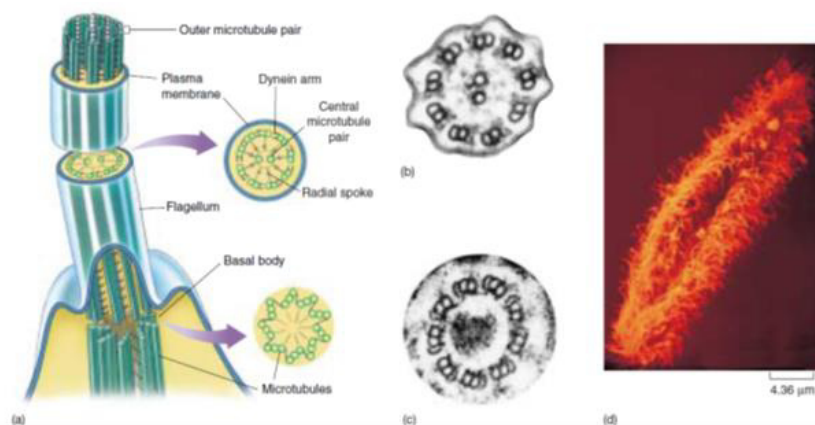 Outer microtubule pair
Plasma
membrane
Dynein arm
Central
microtubule
pair
Radial spoke
Flagellum
Basal body
Microtubules
(a)
(b)
(c)
(d)
4.36 μm